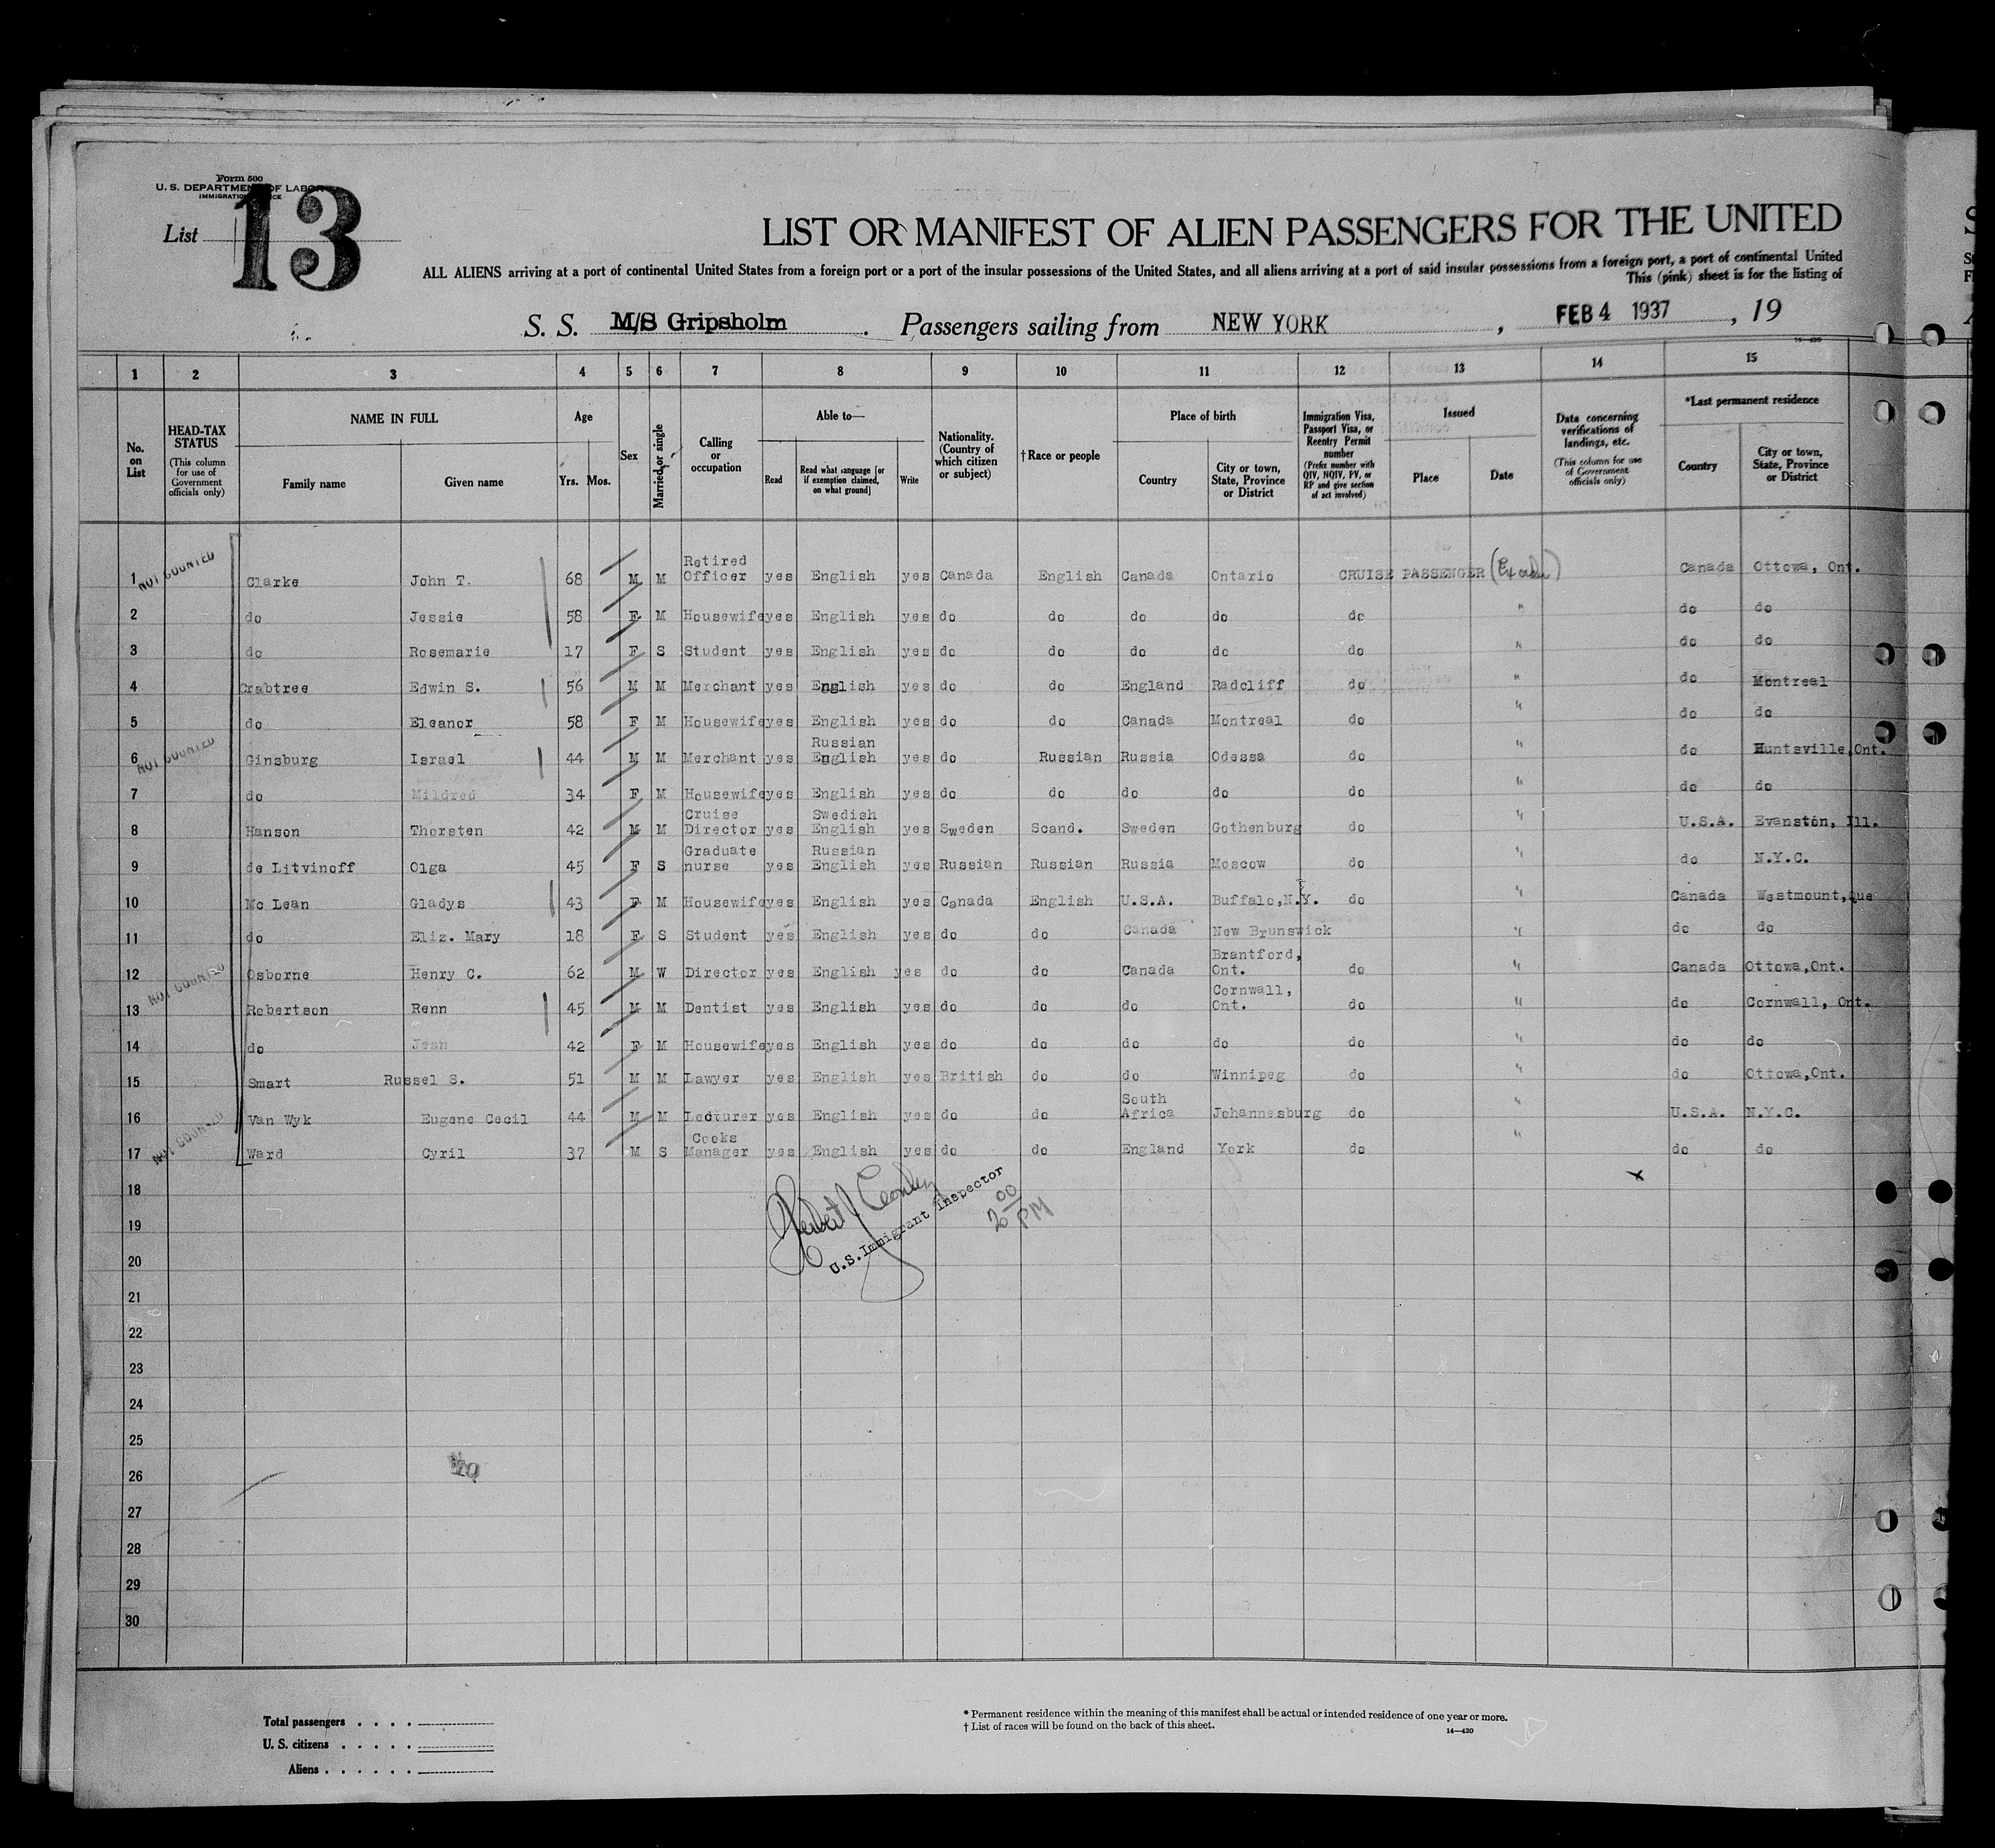 Form 500
U. S. DEPARTMENT OF LABOR
IMMIGRATION SERVICE
List 13
LIST OR MANIFEST OF ALIEN PASSENGERS FOR THE UNITED
ALL ALIENS arriving at a port of continental United States from a foreign port or a port of the insular possessions of the United States, and all aliens arriving at a port of said insular possessions from a foreign port, a port of continental United
This (pink) sheet is for the listing of
S. S. M/S Gripsholm . Passengers sailing from NEW YORK , FEB 4 1937 , 19
1 2 3 4 5 6 7 8 9 10 11 12 13 14 15
No. on List
HEAD-TAX STATUS (This column for use of Government officials only)
NAME IN FULL Family name Given name
Age Yrs. Mos.
Sex
Married or single
Calling or occupation
Able to— Read Read what language [or if exemption claimed, on what ground] Write
Nationality. (Country of which citizen or subject)
†Race or people
Place of birth Country City or town, State, Province or District
Immigration Visa, Passport Visa, or Reentry Permit number (Prefix number with QIV, NQIV, PV, or RP and give section of act involved)
Issued Place Date
Data concerning verifications of landings, etc. (This column for use of Government officials only)
*Last permanent residence Country City or town, State, Province or District
1 NOT COUNTED Clarke John T. 68 M M Retired Officer yes English yes Canada English Canada Ontario CRUISE PASSENGER Canada Ottowa, Ont.
2 do Jessie 58 F M Housewife yes English yes do do do do do " do do
3 do Rosemarie 17 F S Student yes English yes do do do do do " do do
4 Crabtree Edwin S. 56 M M Merchant yes English yes do do England Radcliff do " do Montreal
5 do Eleanor 58 F M Housewife yes English yes do do Canada Montreal do " do do
6 NOT COUNTED Ginsburg Israel 44 M M Merchant yes Russian English yes do Russian Russia Odessa do " do Huntsville,Ont.
7 do Mildred 34 F M Housewife yes English yes do do do do do " do do
8 Hanson Thorsten 42 M M Cruise Director yes Swedish English yes Sweden Scand. Sweden Gothenburg do " U.S.A. Evanston, Ill.
9 de Litvinoff Olga 45 F S Graduate nurse yes Russian English yes Russian Russian Russia Moscow do " do N.Y.C.
10 Mc Lean Gladys 43 F M Housewife yes English yes Canada English U.S.A. Buffalo,N.Y. do " Canada Westmount,Que
11 do Eliz. Mary 18 F S Student yes English yes do do Canada New Brunswick " do do
12 NOT COUNTED Osborne Henry C. 62 M W Director yes English yes do do Canada Brantford, Ont. do " Canada Ottowa,Ont.
13 Robertson Renn 45 M M Dentist yes English yes do do do Cornwall, Ont. do " do Cornwall, Ont.
14 do Jean 42 F M Housewife yes English yes do do do do do " do do
15 Smart Russel S. 51 M M Lawyer yes English yes British do do Winnipeg do " do Ottowa,Ont.
16 Van Wyk Eugene Cecil 44 M M Lecturer yes English yes do do South Africa Johannesburg do " U.S.A. N.Y.C.
17 NOT COUNTED Ward Cyril 37 M S Cooks Manager yes English yes do do England York do " do do
18
U.S. Immigrant Inspector
2 00 PM
19
20
21
22
23
24
25
26
27
28
29
30
Total passengers . . . .
U. S. citizens . . . . .
Aliens . . . . . .
* Permanent residence within the meaning of this manifest shall be actual or intended residence of one year or more.
† List of races will be found on the back of this sheet.
14—430